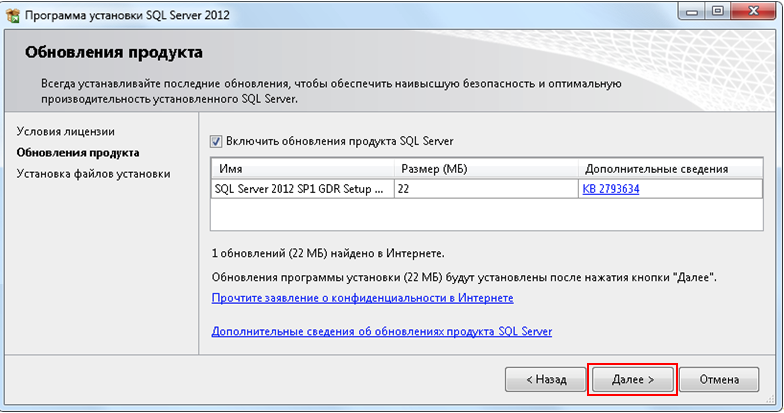 Программа установки SQL Server 2012
Обновления продукта
Всегда устанавливайте последние обновления, чтобы обеспечить наивысшую безопасность и оптимальную
производительность установленного SQL Server.
Условия лицензии
Обновления продукта
Установка файлов установки
Включить обновления продукта SQL Server
Имя Размер (МБ) Дополнительные сведения
SQL Server 2012 SP1 GDR Setup ... 22 KB 2793634
1 обновлений (22 МБ) найдено в Интернете.
Обновления программы установки (22 МБ) будут установлены после нажатия кнопки "Далее".
Прочтите заявление о конфиденциальности в Интернете
Дополнительные сведения об обновлениях продукта SQL Server
< Назад Далее > Отмена